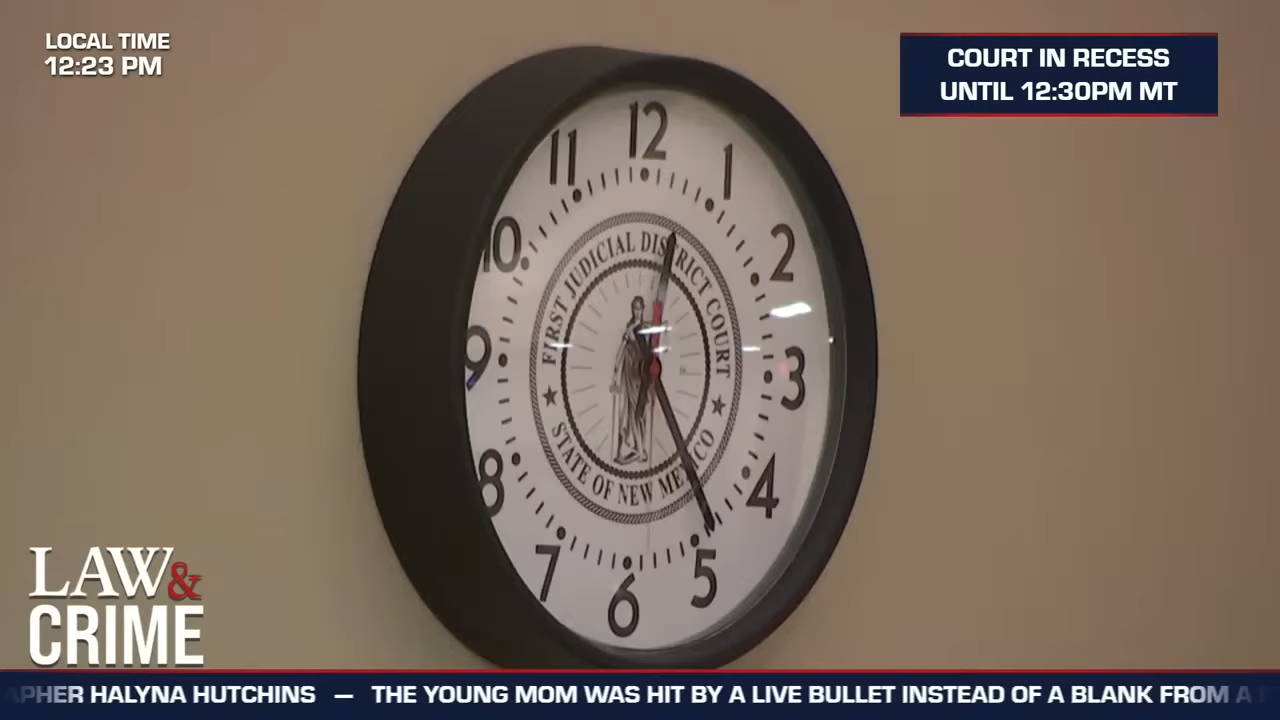 LOCAL TIME
12:23 PM
COURT IN RECESS
UNTIL 12:30PM MT
12
1
2
3
4
5
6
7
8
9
10
11
FIRST JUDICIAL DISTRICT COURT
STATE OF NEW MEXICO
LAW&
CRIME
HALYNA HUTCHINS — THE YOUNG MOM WAS HIT BY A LIVE BULLET INSTEAD OF A BLANK FROM A